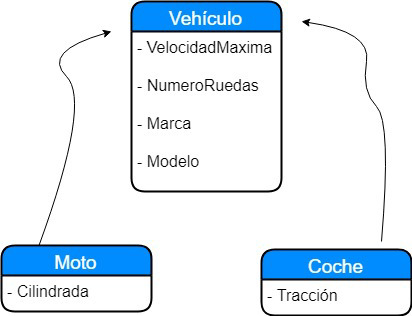 Vehículo
- VelocidadMaxima
- NumeroRuedas
- Marca
- Modelo
Moto
- Cilindrada
Coche
- Tracción